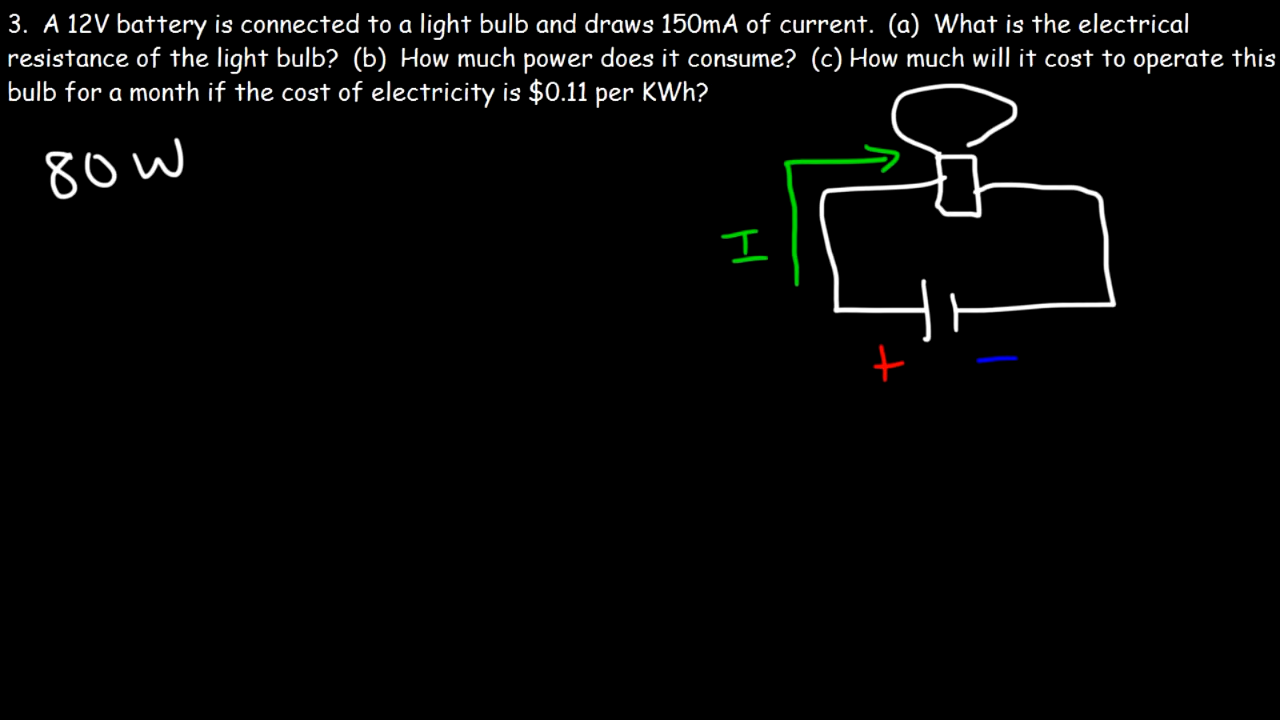 3. A 12V battery is connected to a light bulb and draws 150mA of current. (a) What is the electrical
resistance of the light bulb? (b) How much power does it consume? (c) How much will it cost to operate this
bulb for a month if the cost of electricity is $0.11 per KWh?
80 W
I
+ −